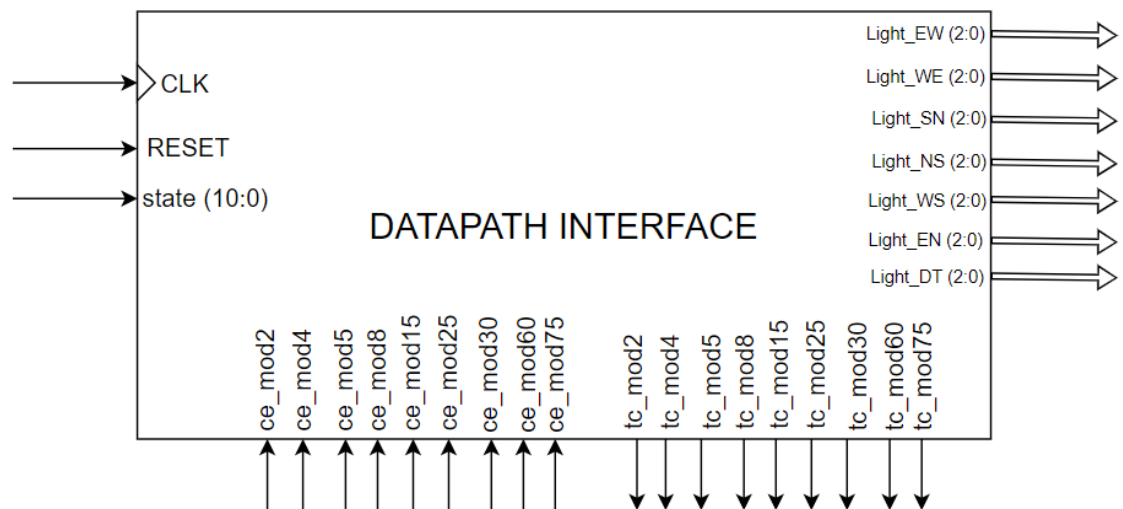 CLK
RESET
state (10:0)
DATAPATH INTERFACE
Light_EW (2:0)
Light_WE (2:0)
Light_SN (2:0)
Light_NS (2:0)
Light_WS (2:0)
Light_EN (2:0)
Light_DT (2:0)
ce_mod2
ce_mod4
ce_mod5
ce_mod8
ce_mod15
ce_mod25
ce_mod30
ce_mod60
ce_mod75
tc_mod2
tc_mod4
tc_mod5
tc_mod8
tc_mod15
tc_mod25
tc_mod30
tc_mod60
tc_mod75